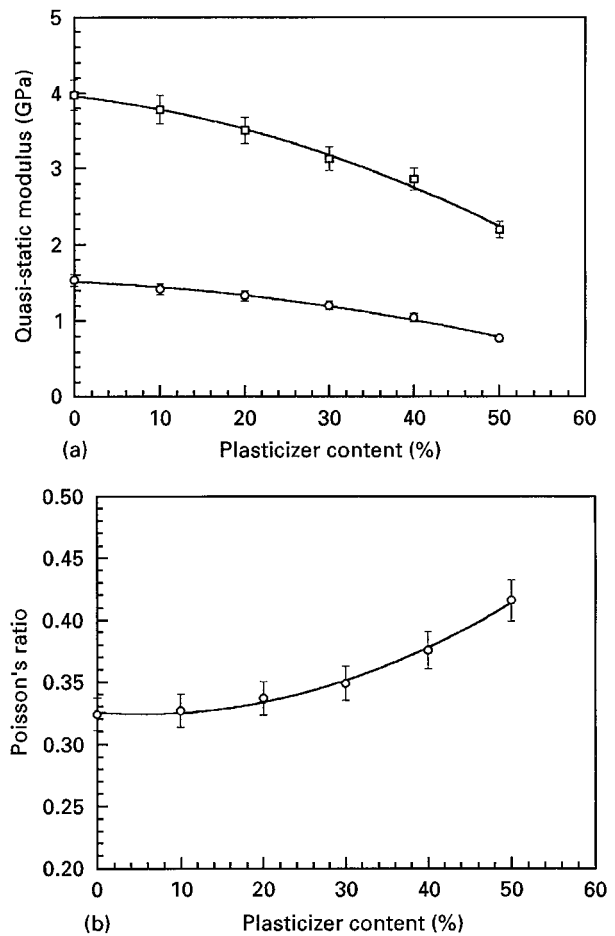 5
4
3
2
1
0
Quasi-static modulus (GPa)
0 10 20 30 40 50 60
(a) Plasticizer content (%)
0.50
0.45
0.40
0.35
0.30
0.25
0.20
Poisson's ratio
0 10 20 30 40 50 60
(b) Plasticizer content (%)